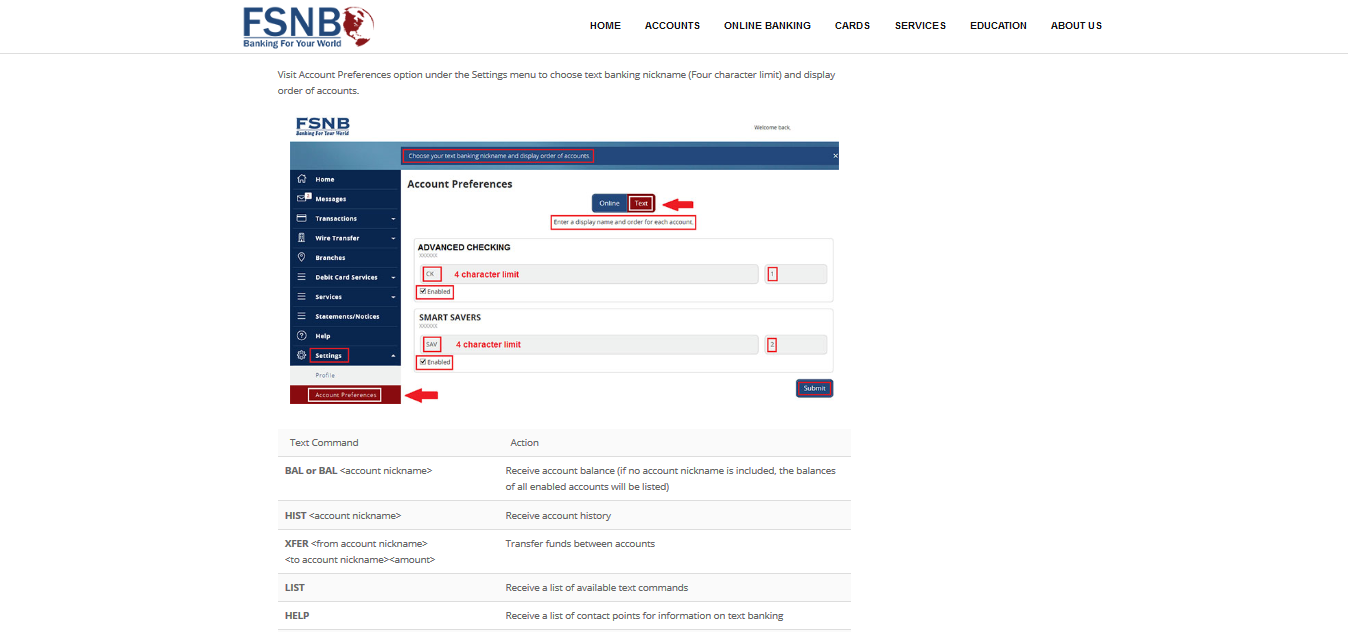 FSNB
Banking For Your World
HOME ACCOUNTS ONLINE BANKING CARDS SERVICES EDUCATION ABOUT US
Visit Account Preferences option under the Settings menu to choose text banking nickname (Four character limit) and display
order of accounts.
FSNB
Banking For Your World
Welcome back,
Choose your text banking nickname and display order of accounts. ×
Home
1
Messages
Transactions
Wire Transfer
Branches
Debit Card Services
Services
Statements/Notices
Help
Settings
Profile
Account Preferences
Account Preferences
Online Text
Enter a display name and order for each account.
ADVANCED CHECKING
XXXXXX
CK 4 character limit 1
Enabled
SMART SAVERS
XXXXXX
SAV 4 character limit 2
Enabled
Submit
Text Command Action
BAL or BAL <account nickname> Receive account balance (if no account nickname is included, the balances
of all enabled accounts will be listed)
HIST <account nickname> Receive account history
XFER <from account nickname> Transfer funds between accounts
<to account nickname><amount>
LIST Receive a list of available text commands
HELP Receive a list of contact points for information on text banking